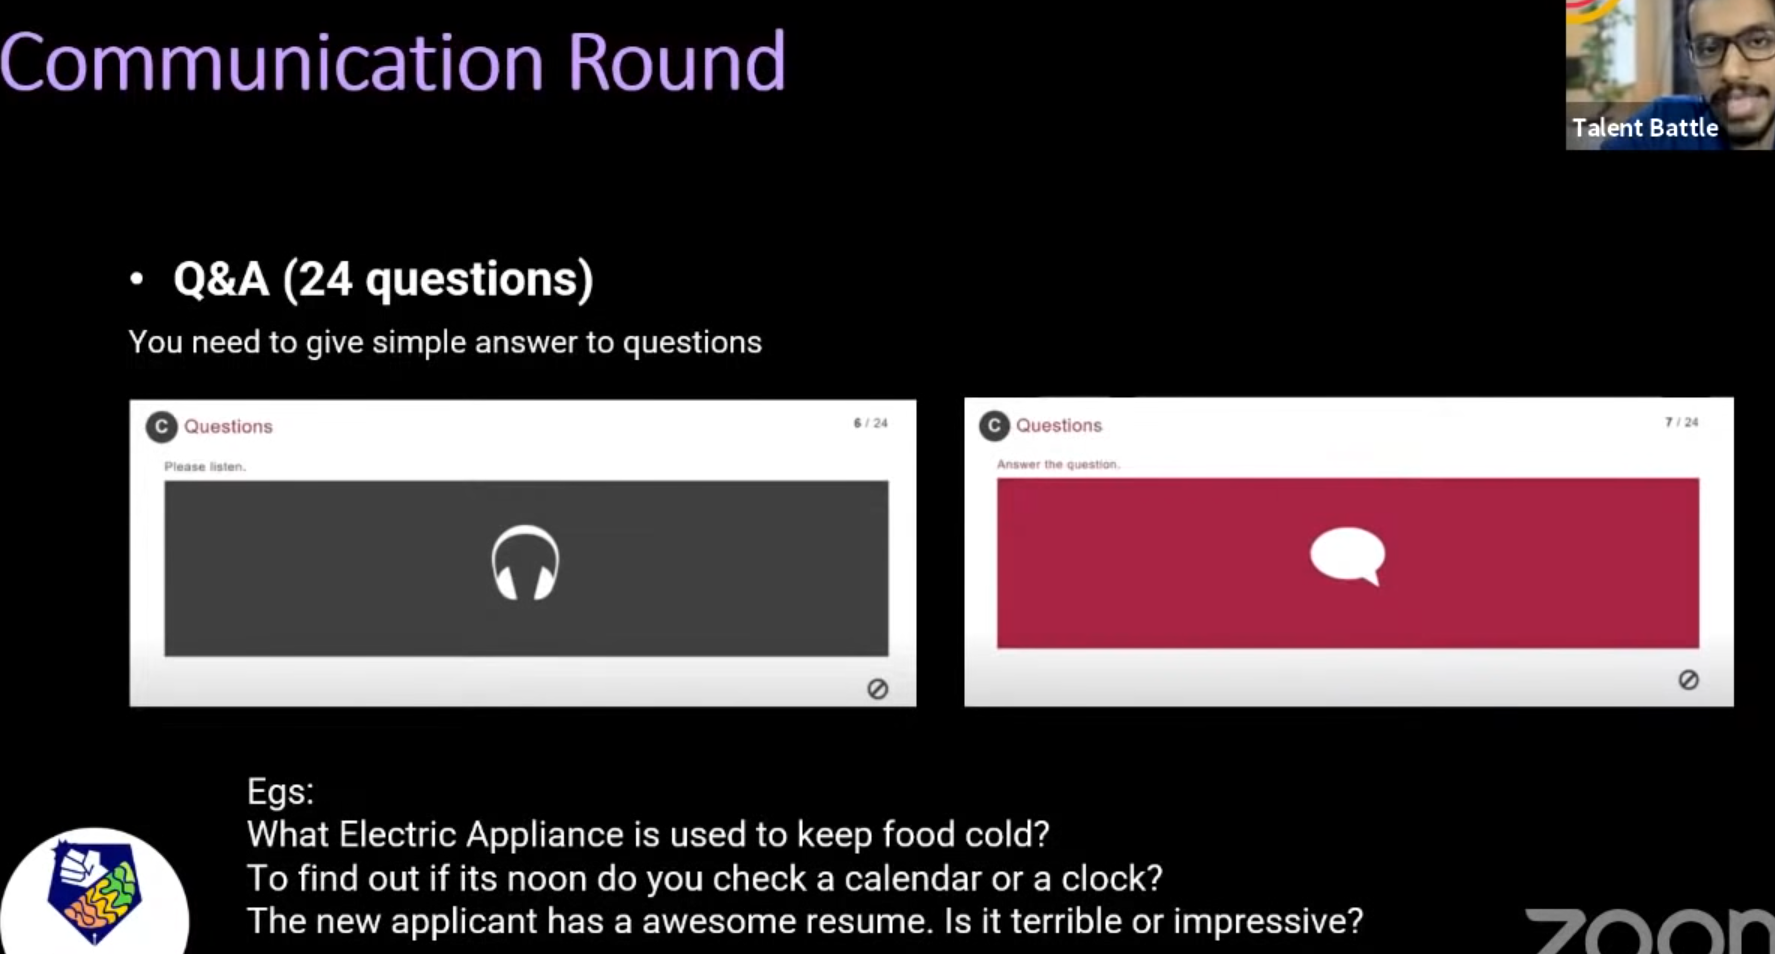 Communication Round
Talent Battle
• Q&A (24 questions)
You need to give simple answer to questions
C Questions
6 / 24
Please listen.
C Questions
7 / 24
Answer the question.
Egs:
What Electric Appliance is used to keep food cold?
To find out if its noon do you check a calendar or a clock?
The new applicant has a awesome resume. Is it terrible or impressive?
zoom